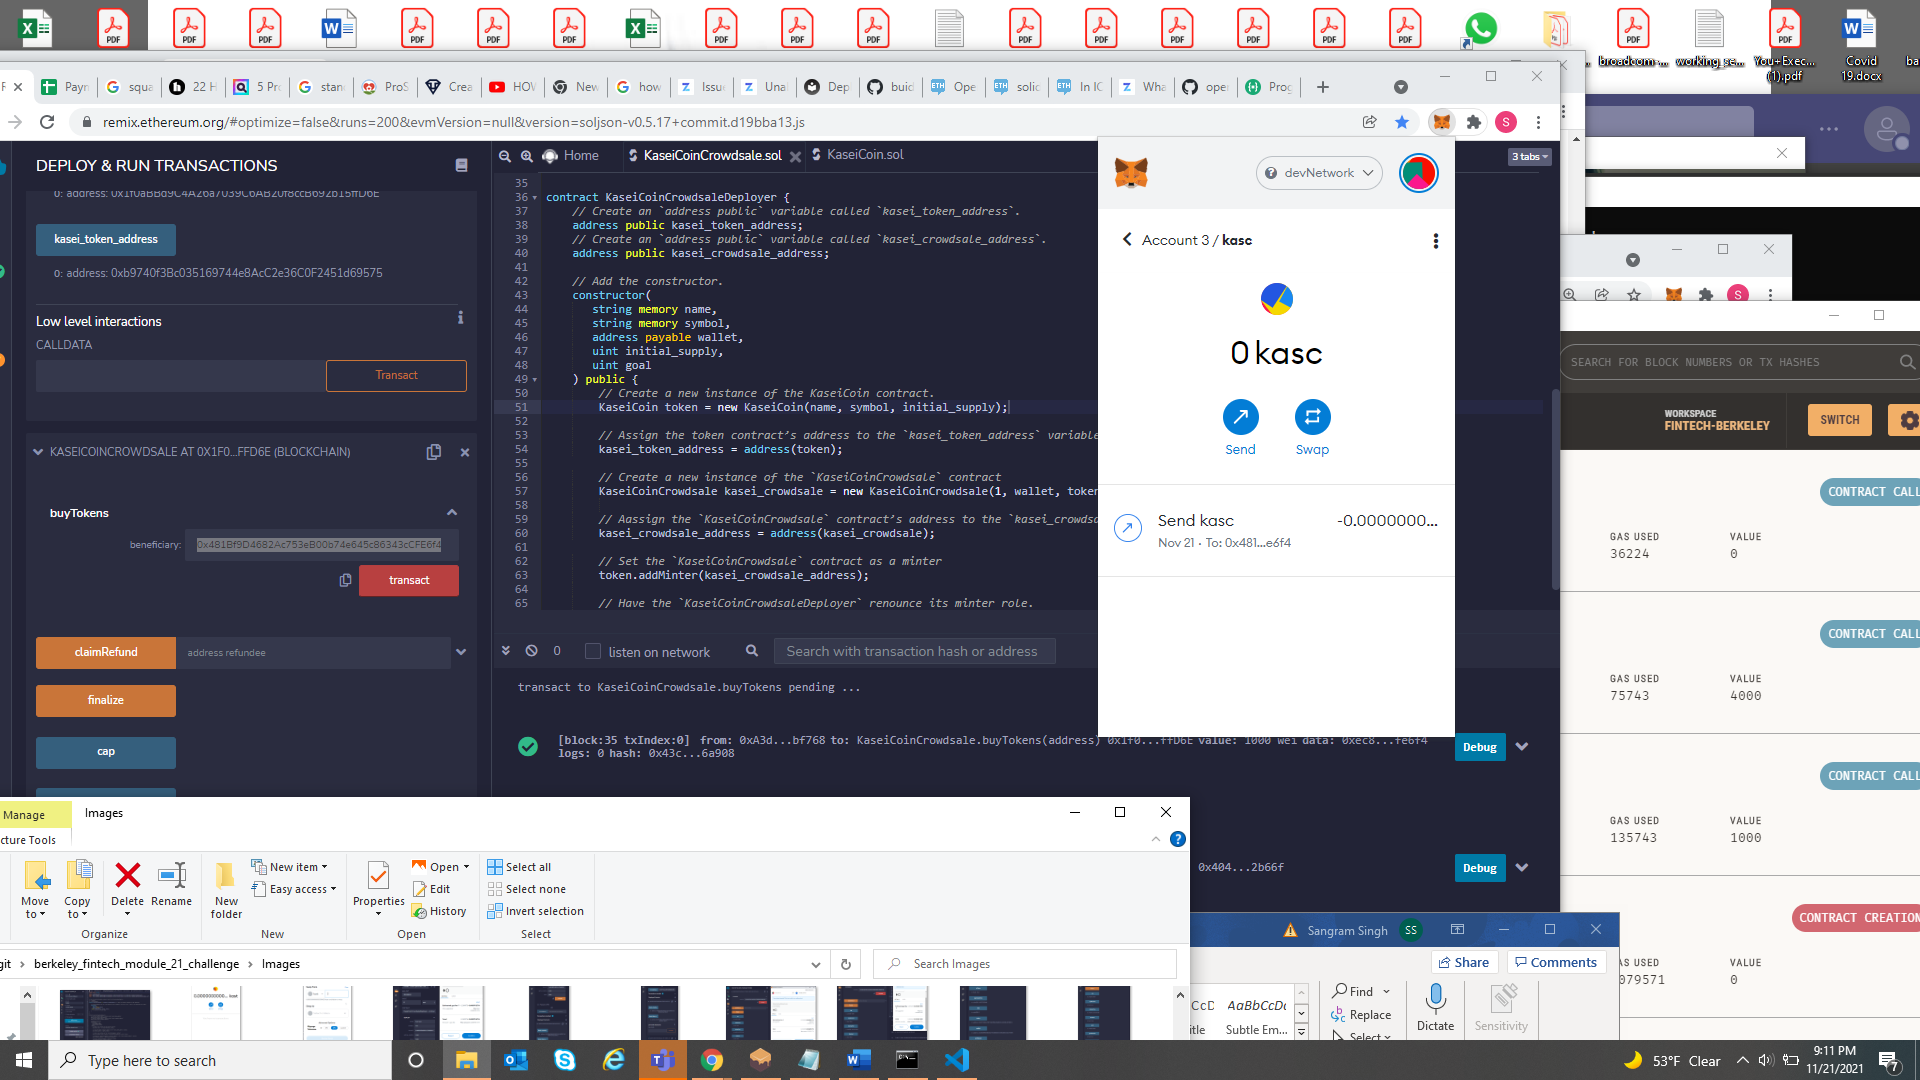 broadcom-...
working_se...
You+Exec... (1).pdf
Covid 19.docx
ba
Payn
squa
22 H
5 Pr
stan
ProS
Crea
HOW
New
how
Issu
Una
Dep
buid
Ope
solic
In IC
Wha
oper
Prog
remix.ethereum.org/#optimize=false&runs=200&evmVersion=null&version=soljson-v0.5.17+commit.d19bba13.js
S
DEPLOY & RUN TRANSACTIONS
kasei_token_address
0: address: 0xb9740f3Bc035169744e8AcC2e36C0F2451d69575
Low level interactions
CALLDATA
Transact
KASEICOINCROWDSALE AT 0X1F0...FFD6E (BLOCKCHAIN)
buyTokens
beneficiary:
0x481Bf9D4682Ac753eB00b74e645c86343cCFE6f4
transact
claimRefund
address refundee
finalize
cap
Home
KaseiCoinCrowdsale.sol
KaseiCoin.sol
3 tabs
35
36 contract KaseiCoinCrowdsaleDeployer {
37 // Create an `address public` variable called `kasei_token_address`.
38 address public kasei_token_address;
39 // Create an `address public` variable called `kasei_crowdsale_address`.
40 address public kasei_crowdsale_address;
41
42 // Add the constructor.
43 constructor(
44 string memory name,
45 string memory symbol,
46 address payable wallet,
47 uint initial_supply,
48 uint goal
49 ) public {
50 // Create a new instance of the KaseiCoin contract.
51 KaseiCoin token = new KaseiCoin(name, symbol, initial_supply);
52
53 // Assign the token contract's address to the `kasei_token_address` variable
54 kasei_token_address = address(token);
55
56 // Create a new instance of the `KaseiCoinCrowdsale` contract
57 KaseiCoinCrowdsale kasei_crowdsale = new KaseiCoinCrowdsale(1, wallet, token
58
59 // Aassign the `KaseiCoinCrowdsale` contract's address to the `kasei_crowdsa
60 kasei_crowdsale_address = address(kasei_crowdsale);
61
62 // Set the `KaseiCoinCrowdsale` contract as a minter
63 token.addMinter(kasei_crowdsale_address);
64
65 // Have the `KaseiCoinCrowdsaleDeployer` renounce its minter role.
0
listen on network
Search with transaction hash or address
transact to KaseiCoinCrowdsale.buyTokens pending ...
[block:35 txIndex:0] from: 0xA3d...bf768 to: KaseiCoinCrowdsale.buyTokens(address) 0x1f0...ffD6E value: 1000 wei data: 0xec8...fe6f4
logs: 0 hash: 0x43c...6a908
Debug
0x404...2b66f
Debug
devNetwork
Account 3 / kasc
0 kasc
Send
Swap
Send kasc
-0.0000000...
Nov 21 · To: 0x481...e6f4
S
SEARCH FOR BLOCK NUMBERS OR TX HASHES
WORKSPACE
FINTECH-BERKELEY
SWITCH
CONTRACT CALL
GAS USED
36224
VALUE
0
CONTRACT CALL
GAS USED
75743
VALUE
4000
CONTRACT CALL
GAS USED
135743
VALUE
1000
CONTRACT CREATION
AS USED
079571
VALUE
0
Manage
Images
cture Tools
Move to
Copy to
Delete
Rename
Organize
New folder
New item
Easy access
New
Properties
Open
Edit
History
Open
Select all
Select none
Invert selection
Select
git > berkeley_fintech_module_21_challenge > Images
Search Images
Sangram Singh
SS
Share
Comments
AaBbCcDc
itle
Subtle Em...
Find
Replace
Select
Dictate
Sensitivity
Type here to search
53°F Clear
9:11 PM
11/21/2021
7